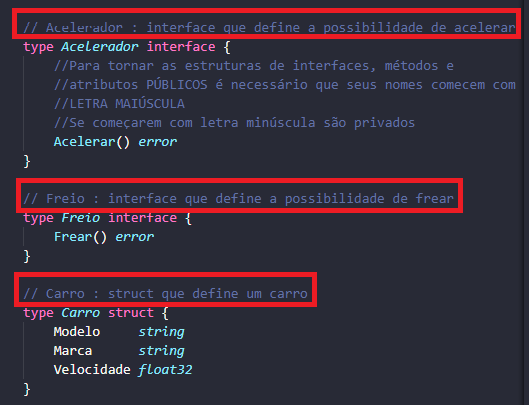 // Acelerador : interface que define a possibilidade de acelerar
type Acelerador interface {
//Para tornar as estruturas de interfaces, métodos e
//atributos PÚBLICOS é necessário que seus nomes comecem com
//LETRA MAIÚSCULA
//Se começarem com letra minúscula são privados
Acelerar() error
}
// Freio : interface que define a possibilidade de frear
type Freio interface {
Frear() error
}
// Carro : struct que define um carro
type Carro struct {
Modelo string
Marca string
Velocidade float32
}